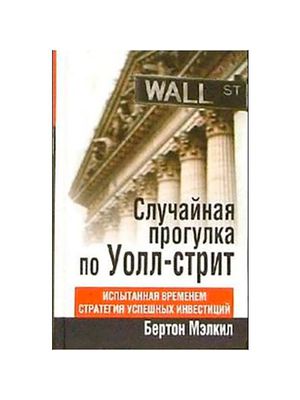 WALL ST
Случайная
прогулка
по Уолл-стрит
ИСПЫТАННАЯ ВРЕМЕНЕМ
СТРАТЕГИЯ УСПЕШНЫХ ИНВЕСТИЦИЙ
Бертон Мэлкил